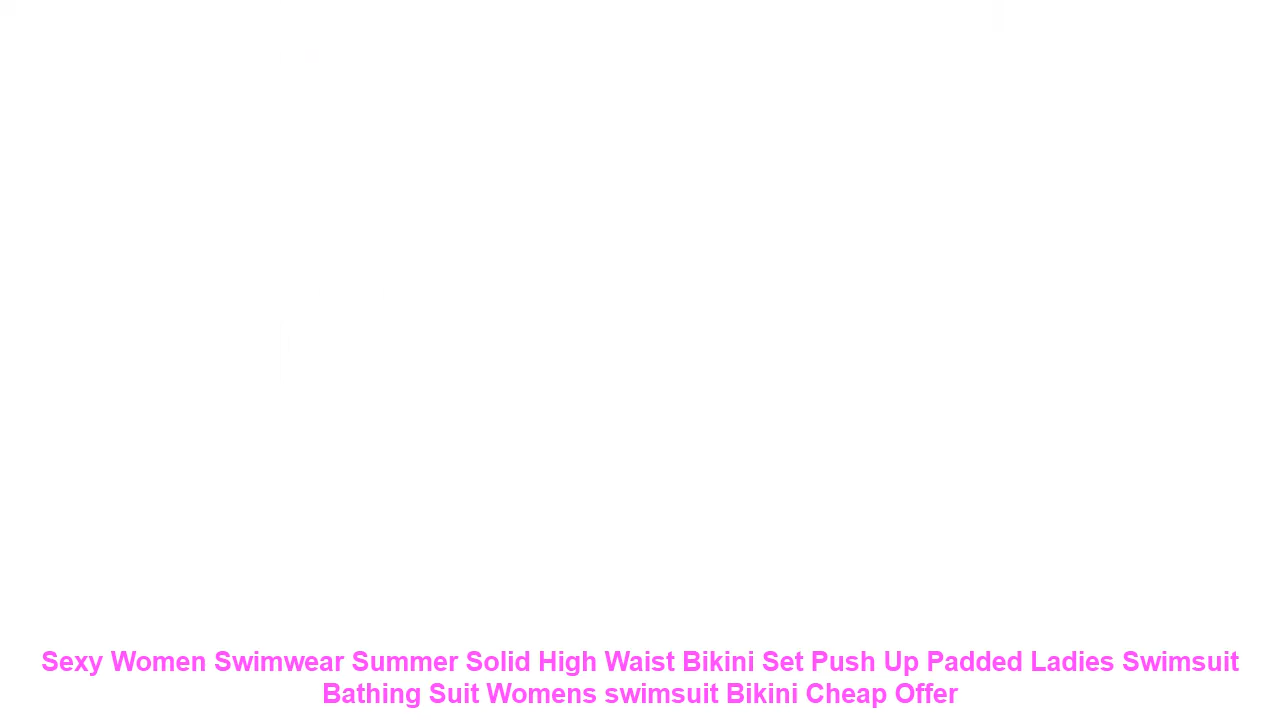 Sexy Women Swimwear Summer Solid High Waist Bikini Set Push Up Padded Ladies Swimsuit
Bathing Suit Womens swimsuit Bikini Cheap Offer